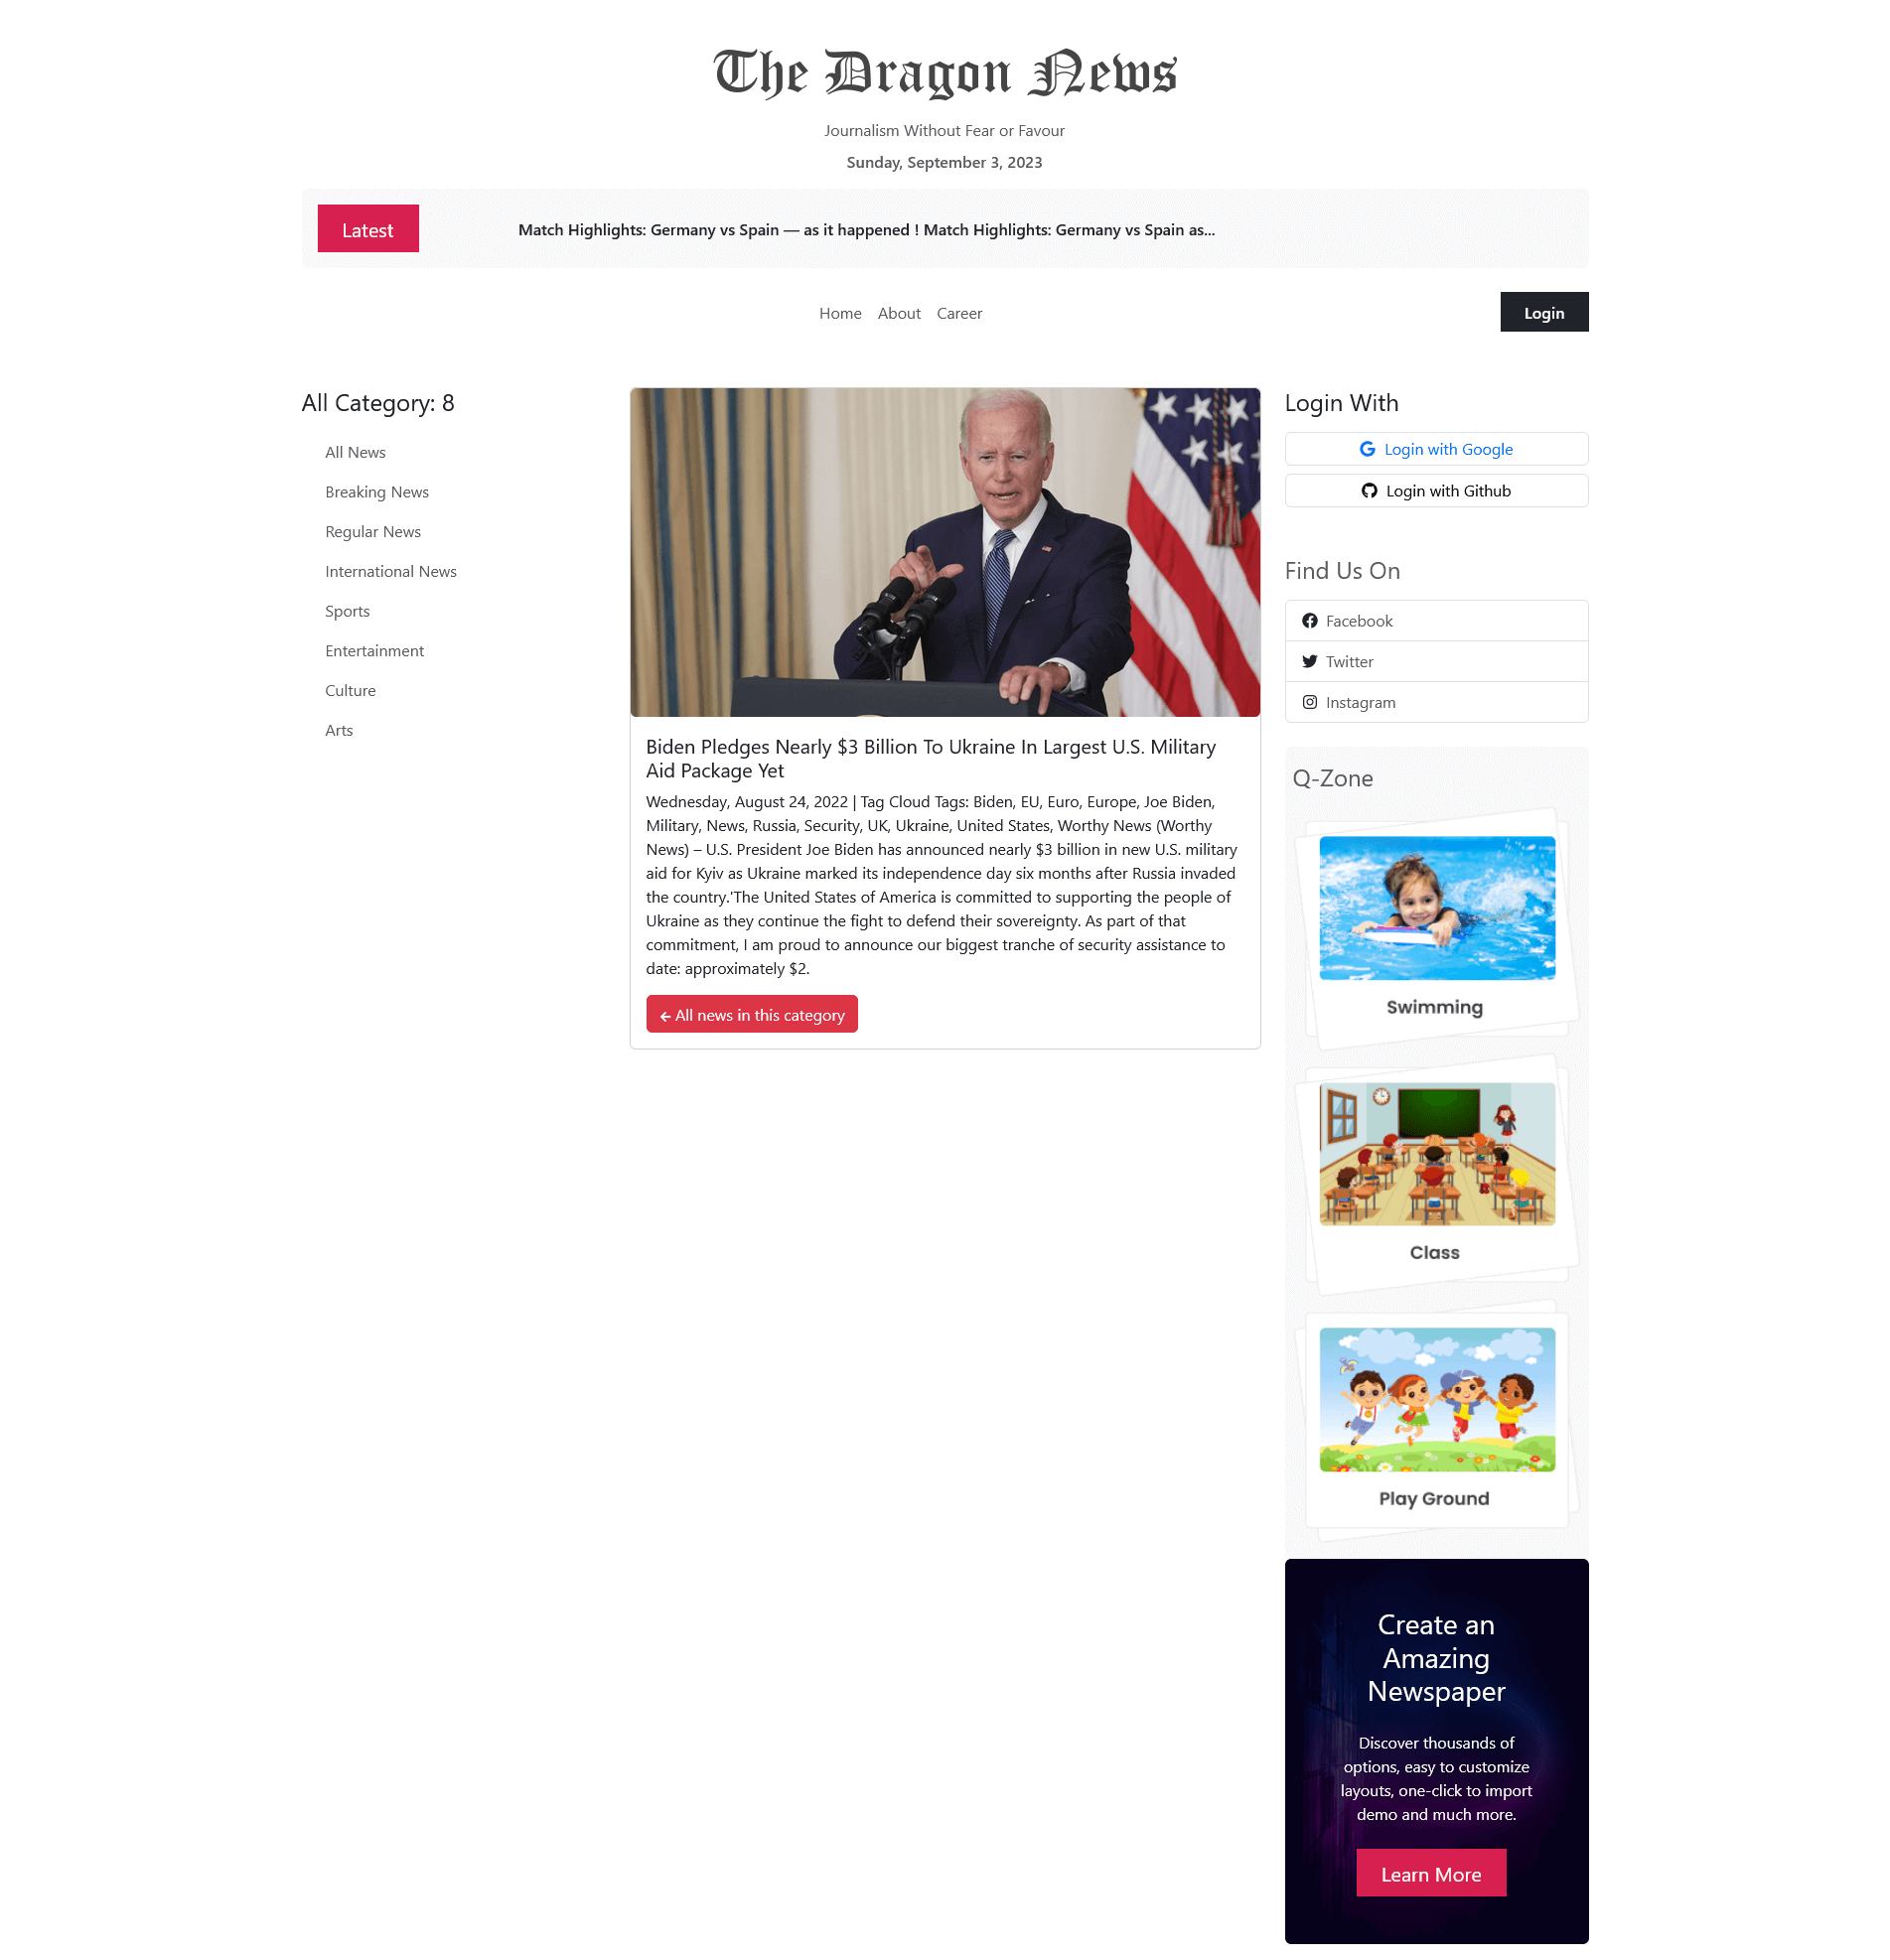 The Dragon News
Journalism Without Fear or Favour
Sunday, September 3, 2023
Latest
Match Highlights: Germany vs Spain — as it happened ! Match Highlights: Germany vs Spain as...
Home About Career
Login
All Category: 8
All News
Breaking News
Regular News
International News
Sports
Entertainment
Culture
Arts
Biden Pledges Nearly $3 Billion To Ukraine In Largest U.S. Military
Aid Package Yet
Wednesday, August 24, 2022 | Tag Cloud Tags: Biden, EU, Euro, Europe, Joe Biden,
Military, News, Russia, Security, UK, Ukraine, United States, Worthy News (Worthy
News) – U.S. President Joe Biden has announced nearly $3 billion in new U.S. military
aid for Kyiv as Ukraine marked its independence day six months after Russia invaded
the country.'The United States of America is committed to supporting the people of
Ukraine as they continue the fight to defend their sovereignty. As part of that
commitment, I am proud to announce our biggest tranche of security assistance to
date: approximately $2.
All news in this category
Login With
Login with Google
Login with Github
Find Us On
Facebook
Twitter
Instagram
Q-Zone
Swimming
Class
Play Ground
Create an
Amazing
Newspaper
Discover thousands of
options, easy to customize
layouts, one-click to import
demo and much more.
Learn More